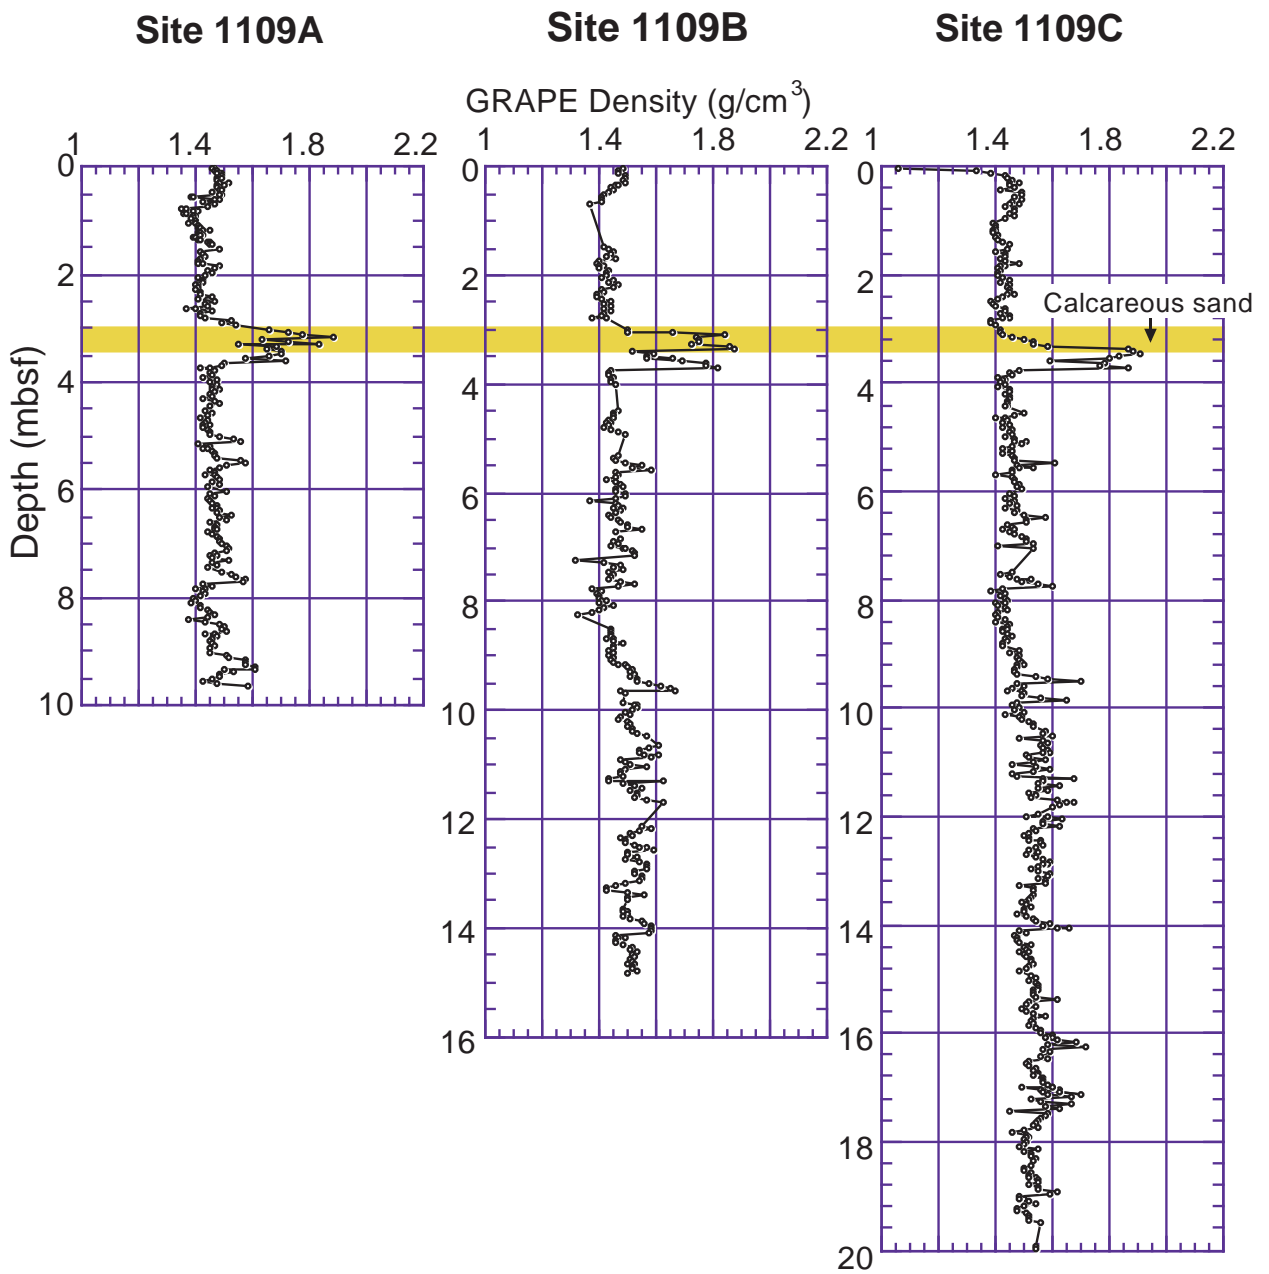 Site 1109A Site 1109B Site 1109C
GRAPE Density (g/cm³)
1 1.4 1.8 2.2 1 1.4 1.8 2.2 1 1.4 1.8 2.2
0 0 0
2 2 2
Calcareous sand
4 4 4
Depth (mbsf)
6 6 6
8 8 8
10 10 10
12 12
14 14
16 16
18
20